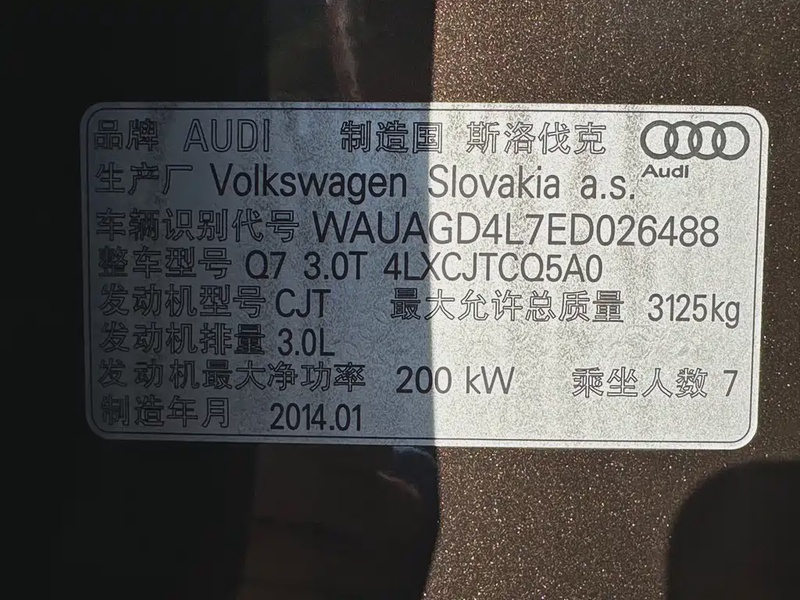 品牌 AUDI 制造国 斯洛伐克
Audi
生产厂 Volkswagen Slovakia a.s.
车辆识别代号 WAUAGD4L7ED026488
整车型号 Q7 3.0T 4LXCJTCQ5A0
发动机型号 CJT 最大允许总质量 3125kg
发动机排量 3.0L
发动机最大净功率 200 kW 乘坐人数 7
制造年月 2014.01